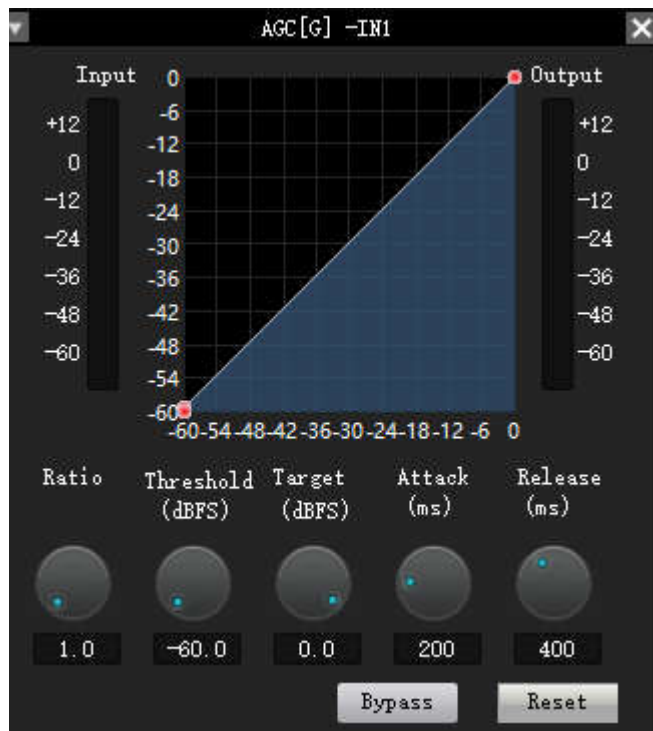 AGC[G] -IN1
Input
Output
+12
0
-12
-24
-36
-48
-60
0
-6
-12
-18
-24
-30
-36
-42
-48
-54
-60
-60 -54 -48 -42 -36 -30 -24 -18 -12 -6 0
+12
0
-12
-24
-36
-48
-60
Ratio
Threshold
(dBFS)
Target
(dBFS)
Attack
(ms)
Release
(ms)
1.0
-60.0
0.0
200
400
Bypass
Reset